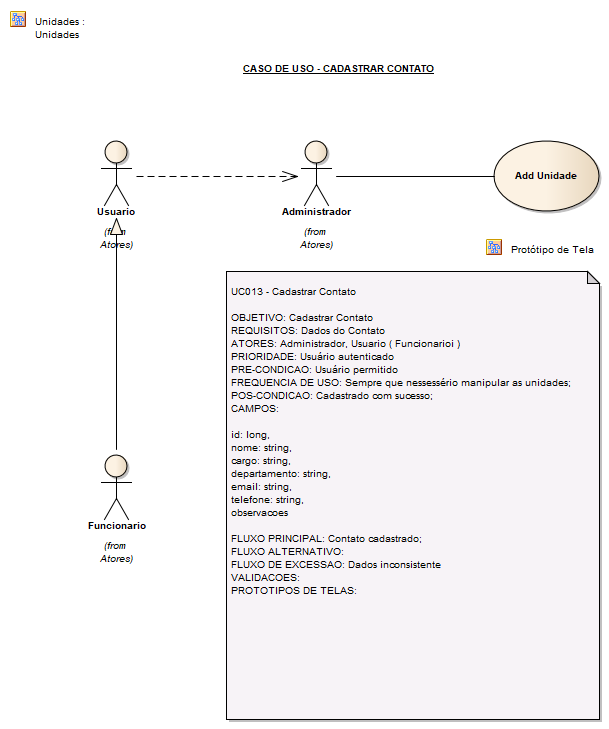 Unidades :
Unidades
CASO DE USO - CADASTRAR CONTATO
Usuario
(from
Atores)
Administrador
(from
Atores)
Add Unidade
Protótipo de Tela
UC013 - Cadastrar Contato
OBJETIVO: Cadastrar Contato
REQUISITOS: Dados do Contato
ATORES: Administrador, Usuario ( Funcionarioi )
PRIORIDADE: Usuário autenticado
PRE-CONDICAO: Usuário permitido
FREQUENCIA DE USO: Sempre que nessessério manipular as unidades;
POS-CONDICAO: Cadastrado com sucesso;
CAMPOS:
id: long,
nome: string,
cargo: string,
departamento: string,
email: string,
telefone: string,
observacoes
FLUXO PRINCIPAL: Contato cadastrado;
FLUXO ALTERNATIVO:
FLUXO DE EXCESSAO: Dados inconsistente
VALIDACOES:
PROTOTIPOS DE TELAS:
Funcionario
(from
Atores)